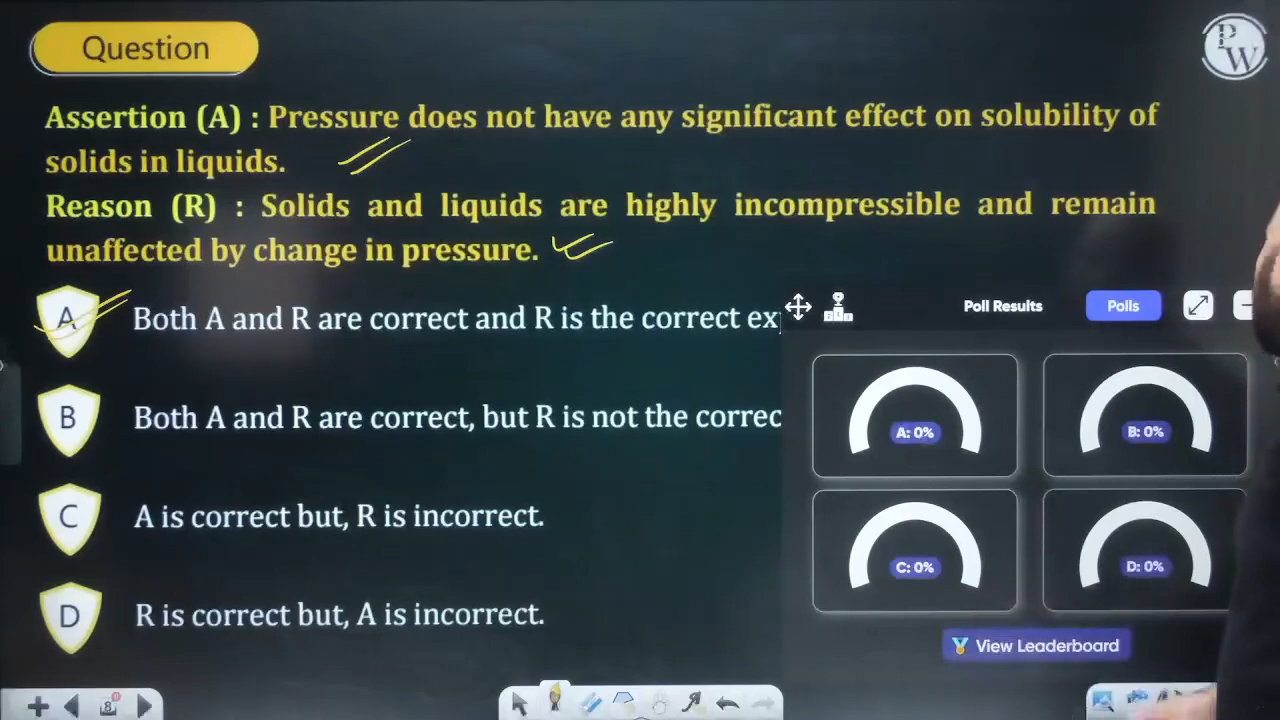 Question
PW
Assertion (A) : Pressure does not have any significant effect on solubility of
solids in liquids.
Reason (R) : Solids and liquids are highly incompressible and remain
unaffected by change in pressure.
A Both A and R are correct and R is the correct ex
B Both A and R are correct, but R is not the correc
C A is correct but, R is incorrect.
D R is correct but, A is incorrect.
Poll Results Polls
A: 0% B: 0%
C: 0% D: 0%
View Leaderboard
8